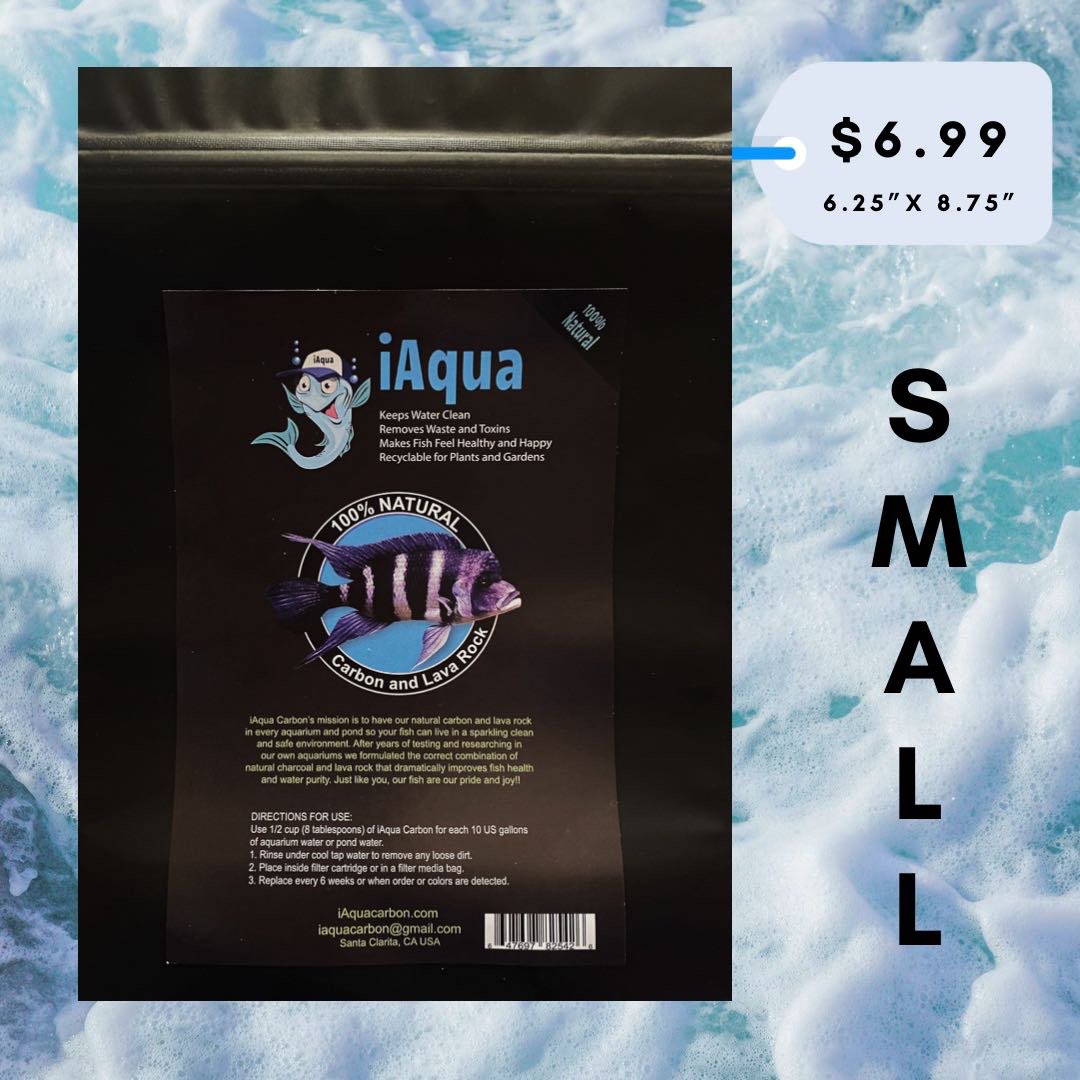 $6.99
6.25"X 8.75"
100%
Natural
iAqua
iAqua
Keeps Water Clean
Removes Waste and Toxins
Makes Fish Feel Healthy and Happy
Recyclable for Plants and Gardens
100% NATURAL
Carbon and Lava Rock
iAqua Carbon's mission is to have our natural carbon and lava rock
in every aquarium and pond so your fish can live in a sparkling clean
and safe environment. After years of testing and researching in
our own aquariums we formulated the correct combination of
natural charcoal and lava rock that dramatically improves fish health
and water purity. Just like you, our fish are our pride and joy!!
DIRECTIONS FOR USE:
Use 1/2 cup (8 tablespoons) of iAqua Carbon for each 10 US gallons
of aquarium water or pond water.
1. Rinse under cool tap water to remove any loose dirt.
2. Place inside filter cartridge or in a filter media bag.
3. Replace every 6 weeks or when order or colors are detected.
iAquacarbon.com
iaquacarbon@gmail.com
Santa Clarita, CA USA
6 47697 82542 6
SMALL